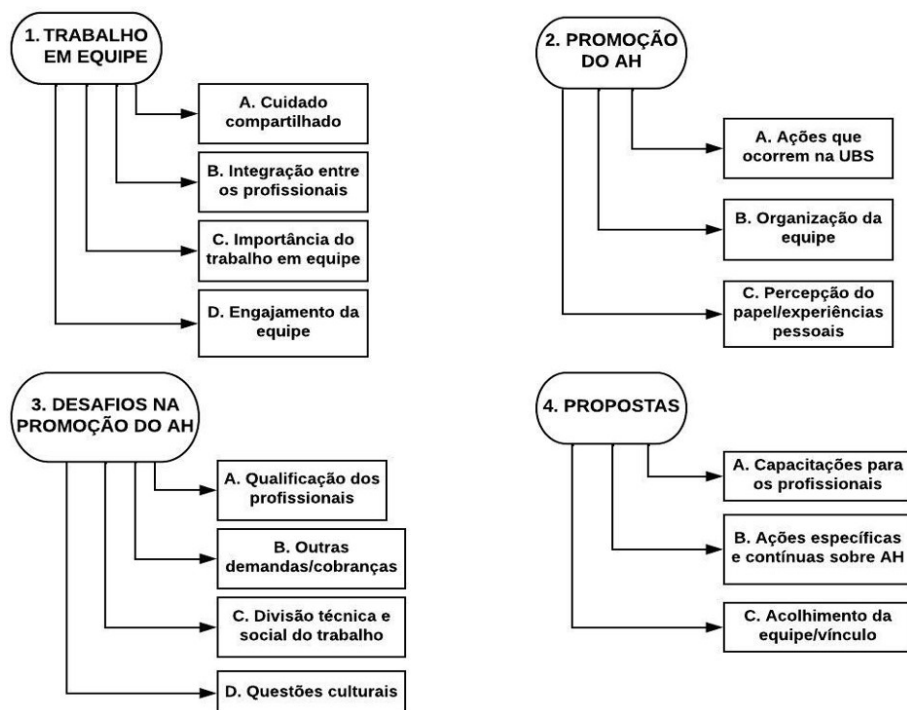 1. TRABALHO
EM EQUIPE
A. Cuidado
compartilhado
B. Integração entre
os profissionais
C. Importância do
trabalho em equipe
D. Engajamento da
equipe
2. PROMOÇÃO
DO AH
A. Ações que
ocorrem na UBS
B. Organização da
equipe
C. Percepção do
papel/experiências
pessoais
3. DESAFIOS NA
PROMOÇÃO DO AH
A. Qualificação dos
profissionais
B. Outras
demandas/cobranças
C. Divisão técnica e
social do trabalho
D. Questões culturais
4. PROPOSTAS
A. Capacitações para
os profissionais
B. Ações específicas
e contínuas sobre AH
C. Acolhimento da
equipe/vínculo